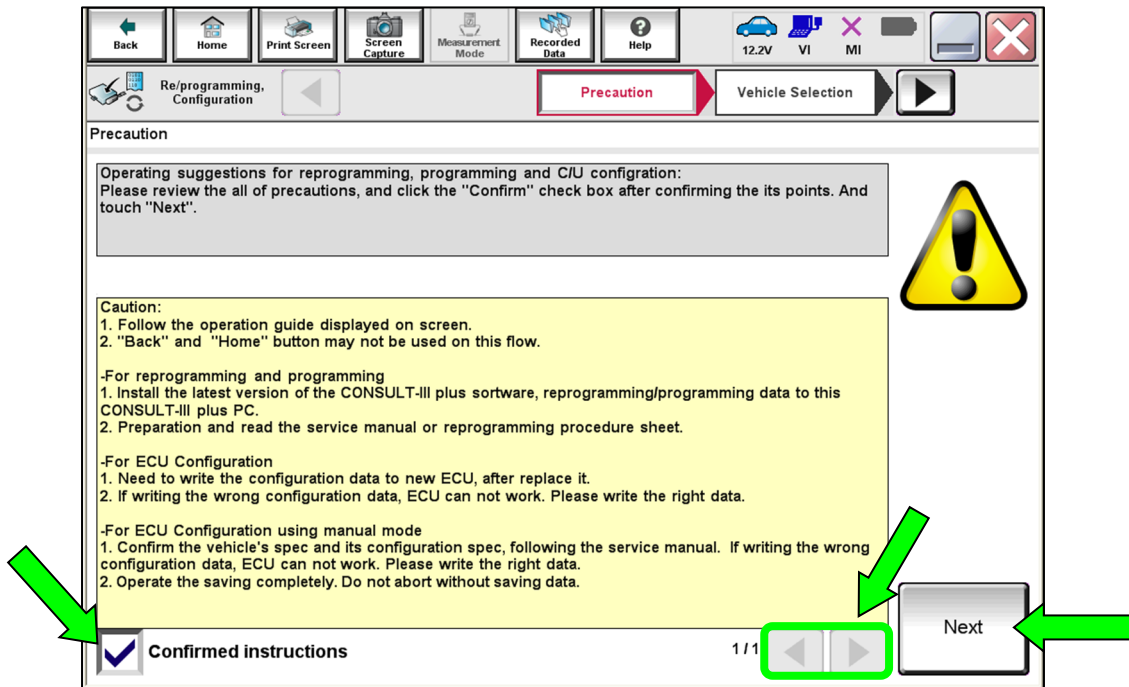 Back
Home
Print Screen
Screen
Capture
Measurement
Mode
Recorded
Data
Help
12.2V
VI
MI
Re/programming,
Configuration
Precaution
Vehicle Selection
Precaution
Operating suggestions for reprogramming, programming and C/U configration:
Please review the all of precautions, and click the "Confirm" check box after confirming the its points. And
touch "Next".
Caution:
1. Follow the operation guide displayed on screen.
2. "Back" and "Home" button may not be used on this flow.
-For reprogramming and programming
1. Install the latest version of the CONSULT-III plus sortware, reprogramming/programming data to this
CONSULT-III plus PC.
2. Preparation and read the service manual or reprogramming procedure sheet.
-For ECU Configuration
1. Need to write the configuration data to new ECU, after replace it.
2. If writing the wrong configuration data, ECU can not work. Please write the right data.
-For ECU Configuration using manual mode
1. Confirm the vehicle's spec and its configuration spec, following the service manual. If writing the wrong
configuration data, ECU can not work. Please write the right data.
2. Operate the saving completely. Do not abort without saving data.
Confirmed instructions
1/1
Next